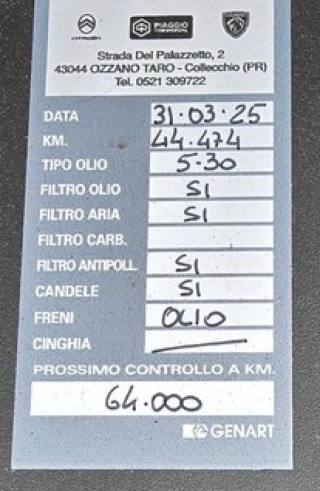 citroën PIAGGIO COMMERCIAL
Strada Del Palazzetto, 2
43044 OZZANO TARO - Collecchio (PR)
Tel. 0521 309722
DATA 31.03.25
KM. 44.474
TIPO OLIO 5.30
FILTRO OLIO SI
FILTRO ARIA SI
FILTRO CARB.
FILTRO ANTIPOLL. SI
CANDELE SI
FRENI OLIO
CINGHIA
PROSSIMO CONTROLLO A KM.
64.000
GENART